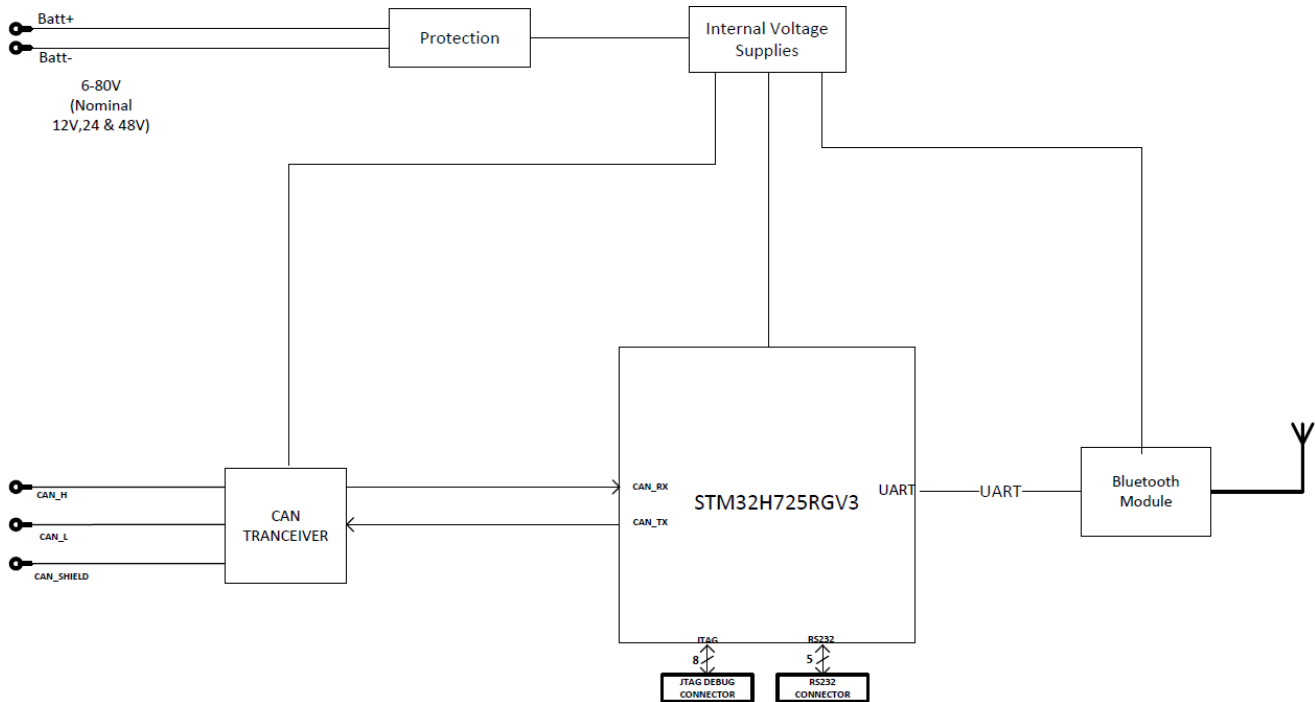 Batt+
Batt-
6-80V
(Nominal
12V,24 & 48V)
Protection
Internal Voltage
Supplies
CAN_H
CAN_L
CAN_SHIELD
CAN
TRANCEIVER
CAN_RX
CAN_TX
STM32H725RGV3
UART
UART
Bluetooth
Module
JTAG
RS232
8
5
JTAG DEBUG
CONNECTOR
RS232
CONNECTOR